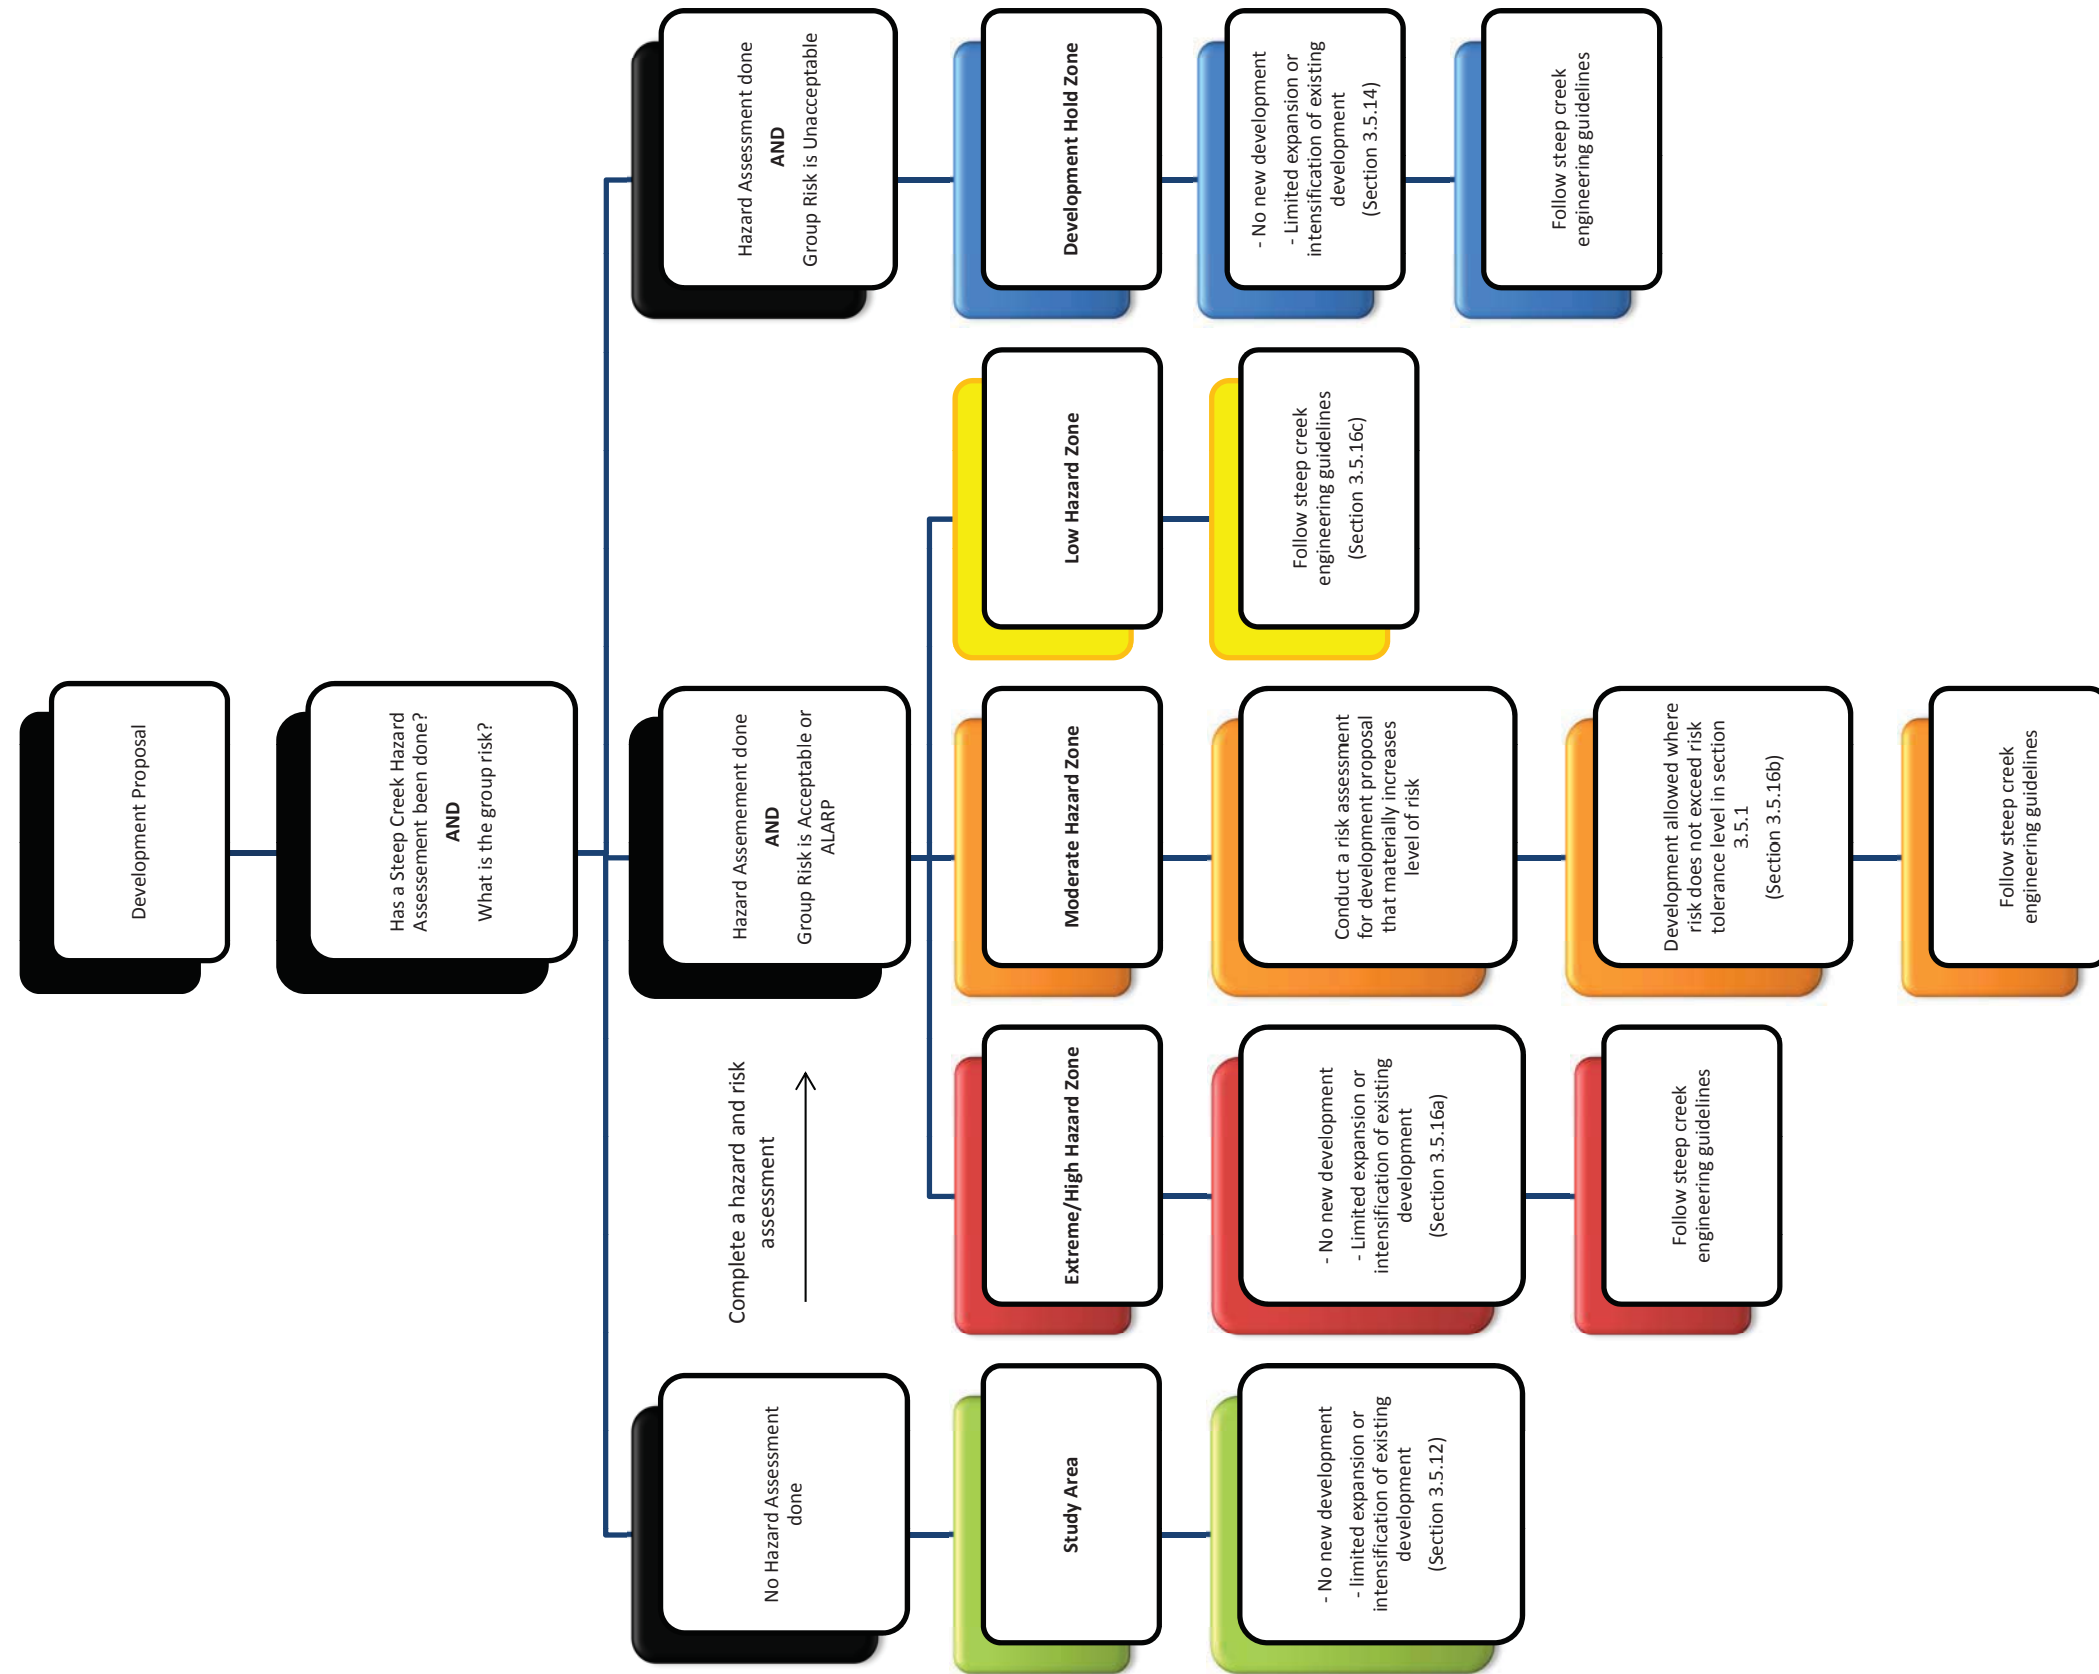 Development Proposal
Has a Steep Creek Hazard
Assessement been done?
AND
What is the group risk?
No Hazard Assessment
done
Complete a hazard and risk
assessment
Hazard Assement done
AND
Group Risk is Acceptable or
ALARP
Hazard Assessment done
AND
Group Risk is Unacceptable
Study Area
- No new development
- limited expansion or
intensification of existing
development
(Section 3.5.12)
Extreme/High Hazard Zone
- No new development
- Limited expansion or
intensification of existing
development
(Section 3.5.16a)
Follow steep creek
engineering guidelines
Moderate Hazard Zone
Conduct a risk assessment
for development proposal
that materially increases
level of risk
Development allowed where
risk does not exceed risk
tolerance level in section
3.5.1
(Section 3.5.16b)
Follow steep creek
engineering guidelines
Low Hazard Zone
Follow steep creek
engineering guidelines
(Section 3.5.16c)
Development Hold Zone
- No new development
- Limited expansion or
intensification of existing
development
(Section 3.5.14)
Follow steep creek
engineering guidelines